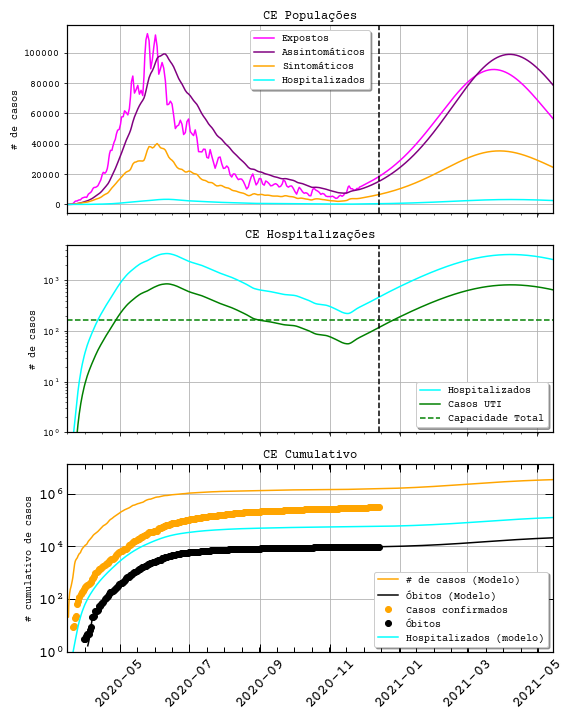 CE Populações
# de casos
100000
80000
60000
40000
20000
0
Expostos
Assintomáticos
Sintomáticos
Hospitalizados
CE Hospitalizações
# de casos
10³
10²
10¹
10⁰
Hospitalizados
Casos UTI
Capacidade Total
CE Cumulativo
# cumulativo de casos
10⁶
10⁴
10²
10⁰
# de casos (Modelo)
Óbitos (Modelo)
Casos confirmados
Óbitos
Hospitalizados (modelo)
2020-05
2020-07
2020-09
2020-11
2021-01
2021-03
2021-05